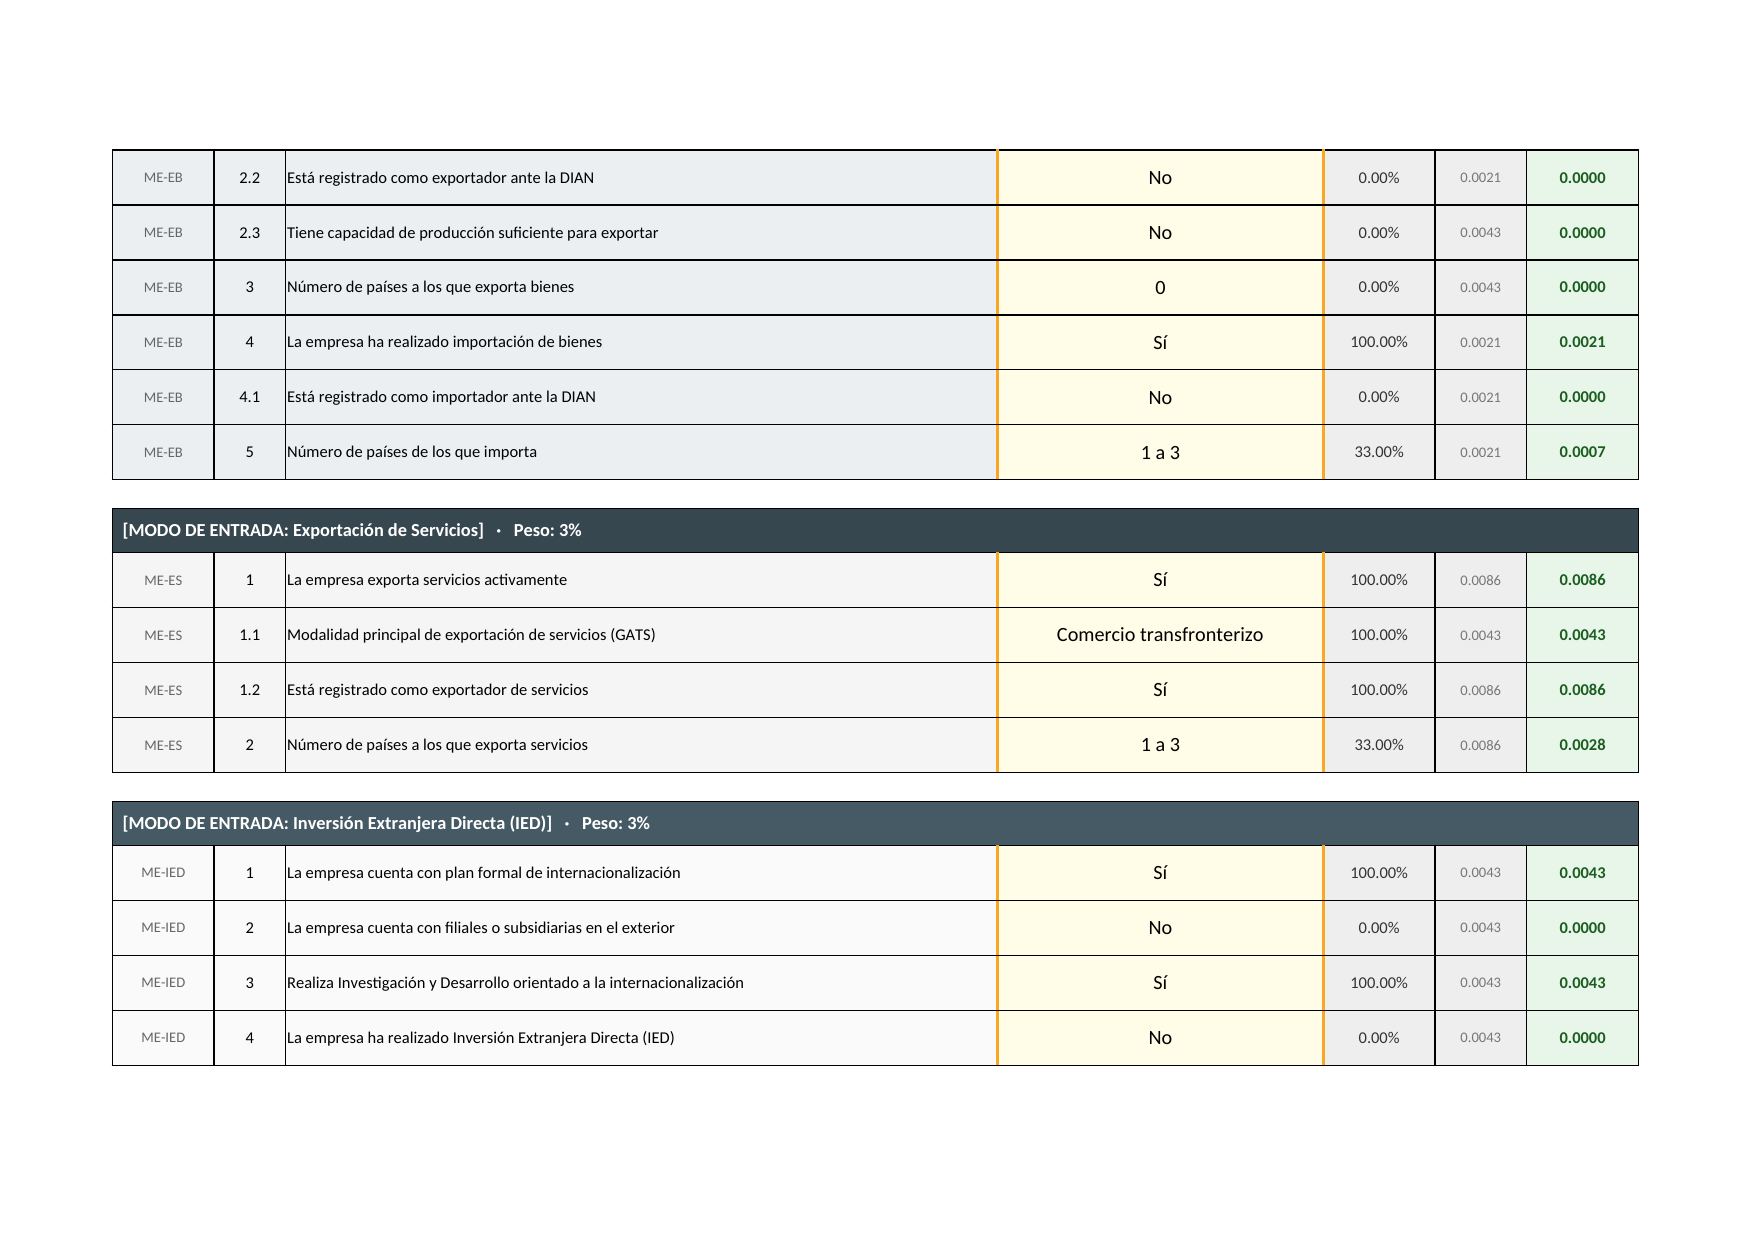 ME-EB 2.2 Está registrado como exportador ante la DIAN No 0.00% 0.0021 0.0000
ME-EB 2.3 Tiene capacidad de producción suficiente para exportar No 0.00% 0.0043 0.0000
ME-EB 3 Número de países a los que exporta bienes 0 0.00% 0.0043 0.0000
ME-EB 4 La empresa ha realizado importación de bienes Sí 100.00% 0.0021 0.0021
ME-EB 4.1 Está registrado como importador ante la DIAN No 0.00% 0.0021 0.0000
ME-EB 5 Número de países de los que importa 1 a 3 33.00% 0.0021 0.0007
[MODO DE ENTRADA: Exportación de Servicios] · Peso: 3%
ME-ES 1 La empresa exporta servicios activamente Sí 100.00% 0.0086 0.0086
ME-ES 1.1 Modalidad principal de exportación de servicios (GATS) Comercio transfronterizo 100.00% 0.0043 0.0043
ME-ES 1.2 Está registrado como exportador de servicios Sí 100.00% 0.0086 0.0086
ME-ES 2 Número de países a los que exporta servicios 1 a 3 33.00% 0.0086 0.0028
[MODO DE ENTRADA: Inversión Extranjera Directa (IED)] · Peso: 3%
ME-IED 1 La empresa cuenta con plan formal de internacionalización Sí 100.00% 0.0043 0.0043
ME-IED 2 La empresa cuenta con filiales o subsidiarias en el exterior No 0.00% 0.0043 0.0000
ME-IED 3 Realiza Investigación y Desarrollo orientado a la internacionalización Sí 100.00% 0.0043 0.0043
ME-IED 4 La empresa ha realizado Inversión Extranjera Directa (IED) No 0.00% 0.0043 0.0000